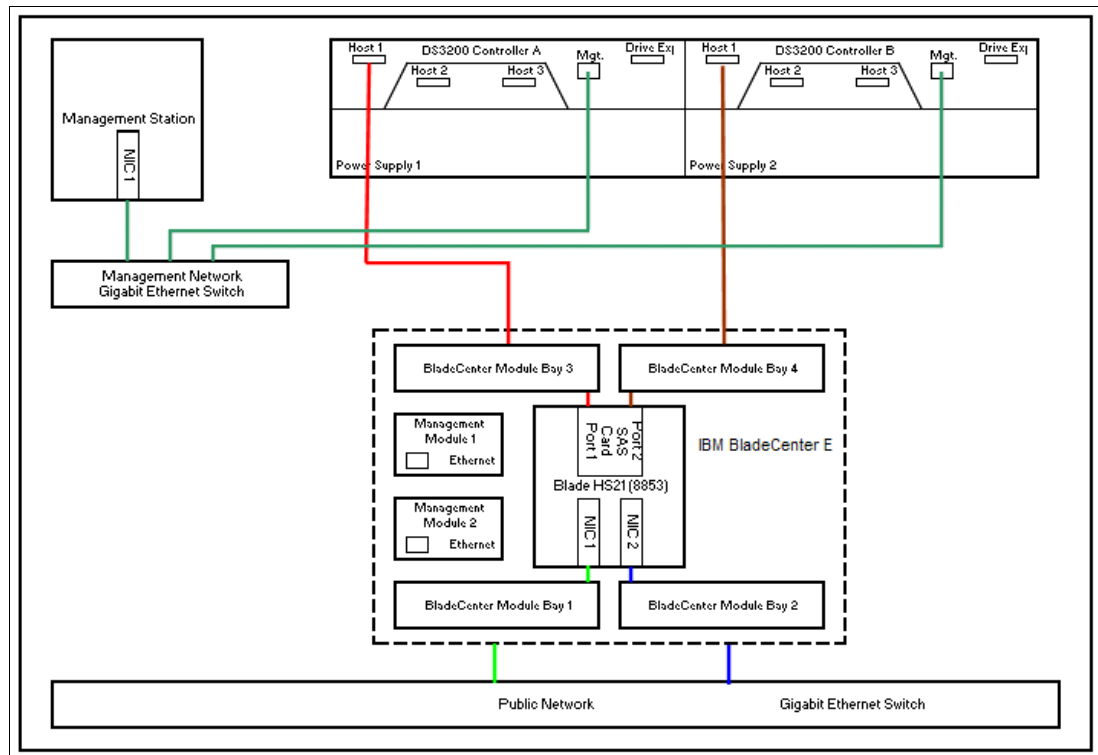 Host 1
DS3200 Controller A
Mgt.
Drive Exp
Host 2
Host 3
Power Supply 1
Host 1
DS3200 Controller B
Mgt.
Drive Exp
Host 2
Host 3
Power Supply 2
Management Station
NIC 1
Management Network
Gigabit Ethernet Switch
BladeCenter Module Bay 3
BladeCenter Module Bay 4
Management
Module 1
Ethernet
Management
Module 2
Ethernet
Port 2
SAS
Card
Port 1
Blade HS21(8853)
NIC 1
NIC 2
IBM BladeCenter E
BladeCenter Module Bay 1
BladeCenter Module Bay 2
Public Network
Gigabit Ethernet Switch